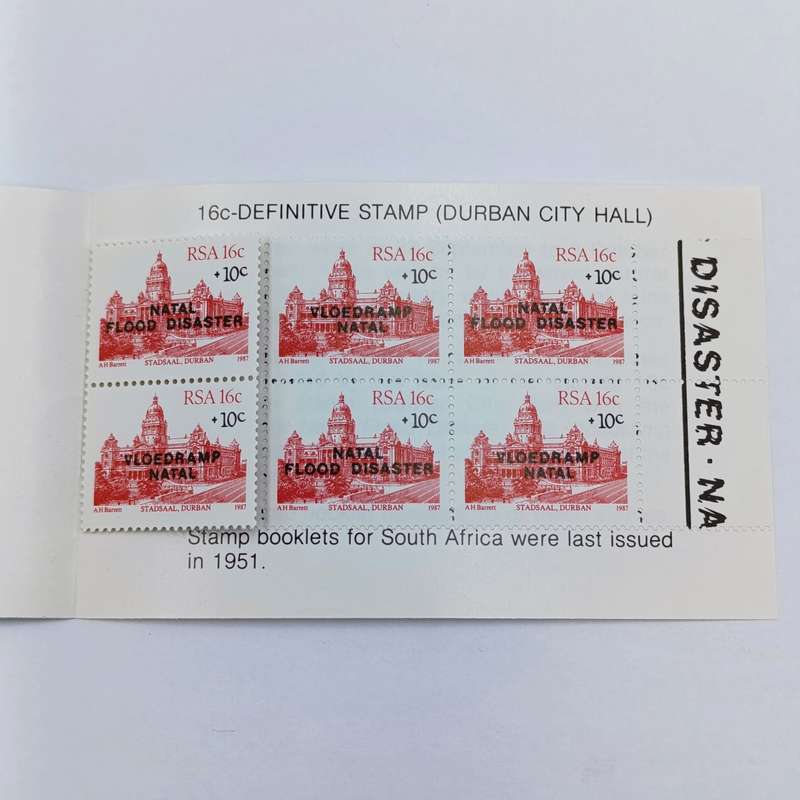 16c-DEFINITIVE STAMP (DURBAN CITY HALL)
RSA 16c
+10c
NATAL
FLOOD DISASTER
A H Barrett STADSAAL, DURBAN 1987
RSA 16c
+10c
VLOEDRAMP
NATAL
A H Barrett STADSAAL, DURBAN 1987
RSA 16c
+10c
NATAL
FLOOD DISASTER
A H Barrett STADSAAL, DURBAN 1987
RSA 16c
+10c
VLOEDRAMP
NATAL
A H Barrett STADSAAL, DURBAN 1987
RSA 16c
+10c
NATAL
FLOOD DISASTER
A H Barrett STADSAAL, DURBAN 1987
RSA 16c
+10c
VLOEDRAMP
NATAL
A H Barrett STADSAAL, DURBAN 1987
DISASTER · NA
Stamp booklets for South Africa were last issued
in 1951.